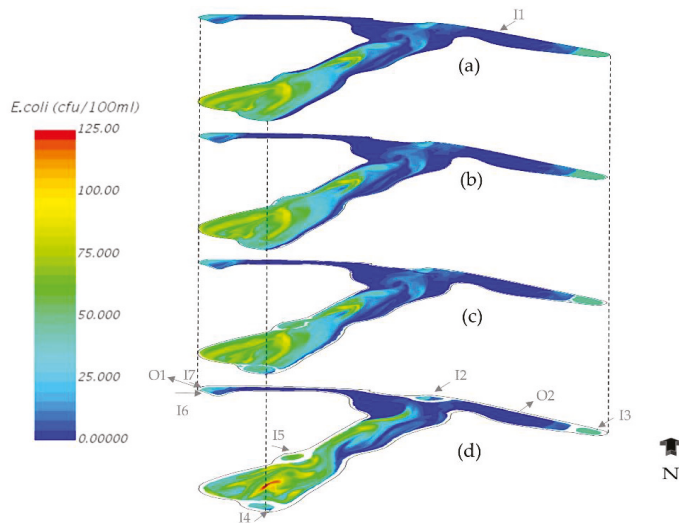 I1
(a)
E.coli (cfu/100ml)
125.00
100.00
75.000
50.000
25.000
0.00000
(b)
(c)
O1
I7
I6
I2
O2
I3
I5
(d)
I4
N